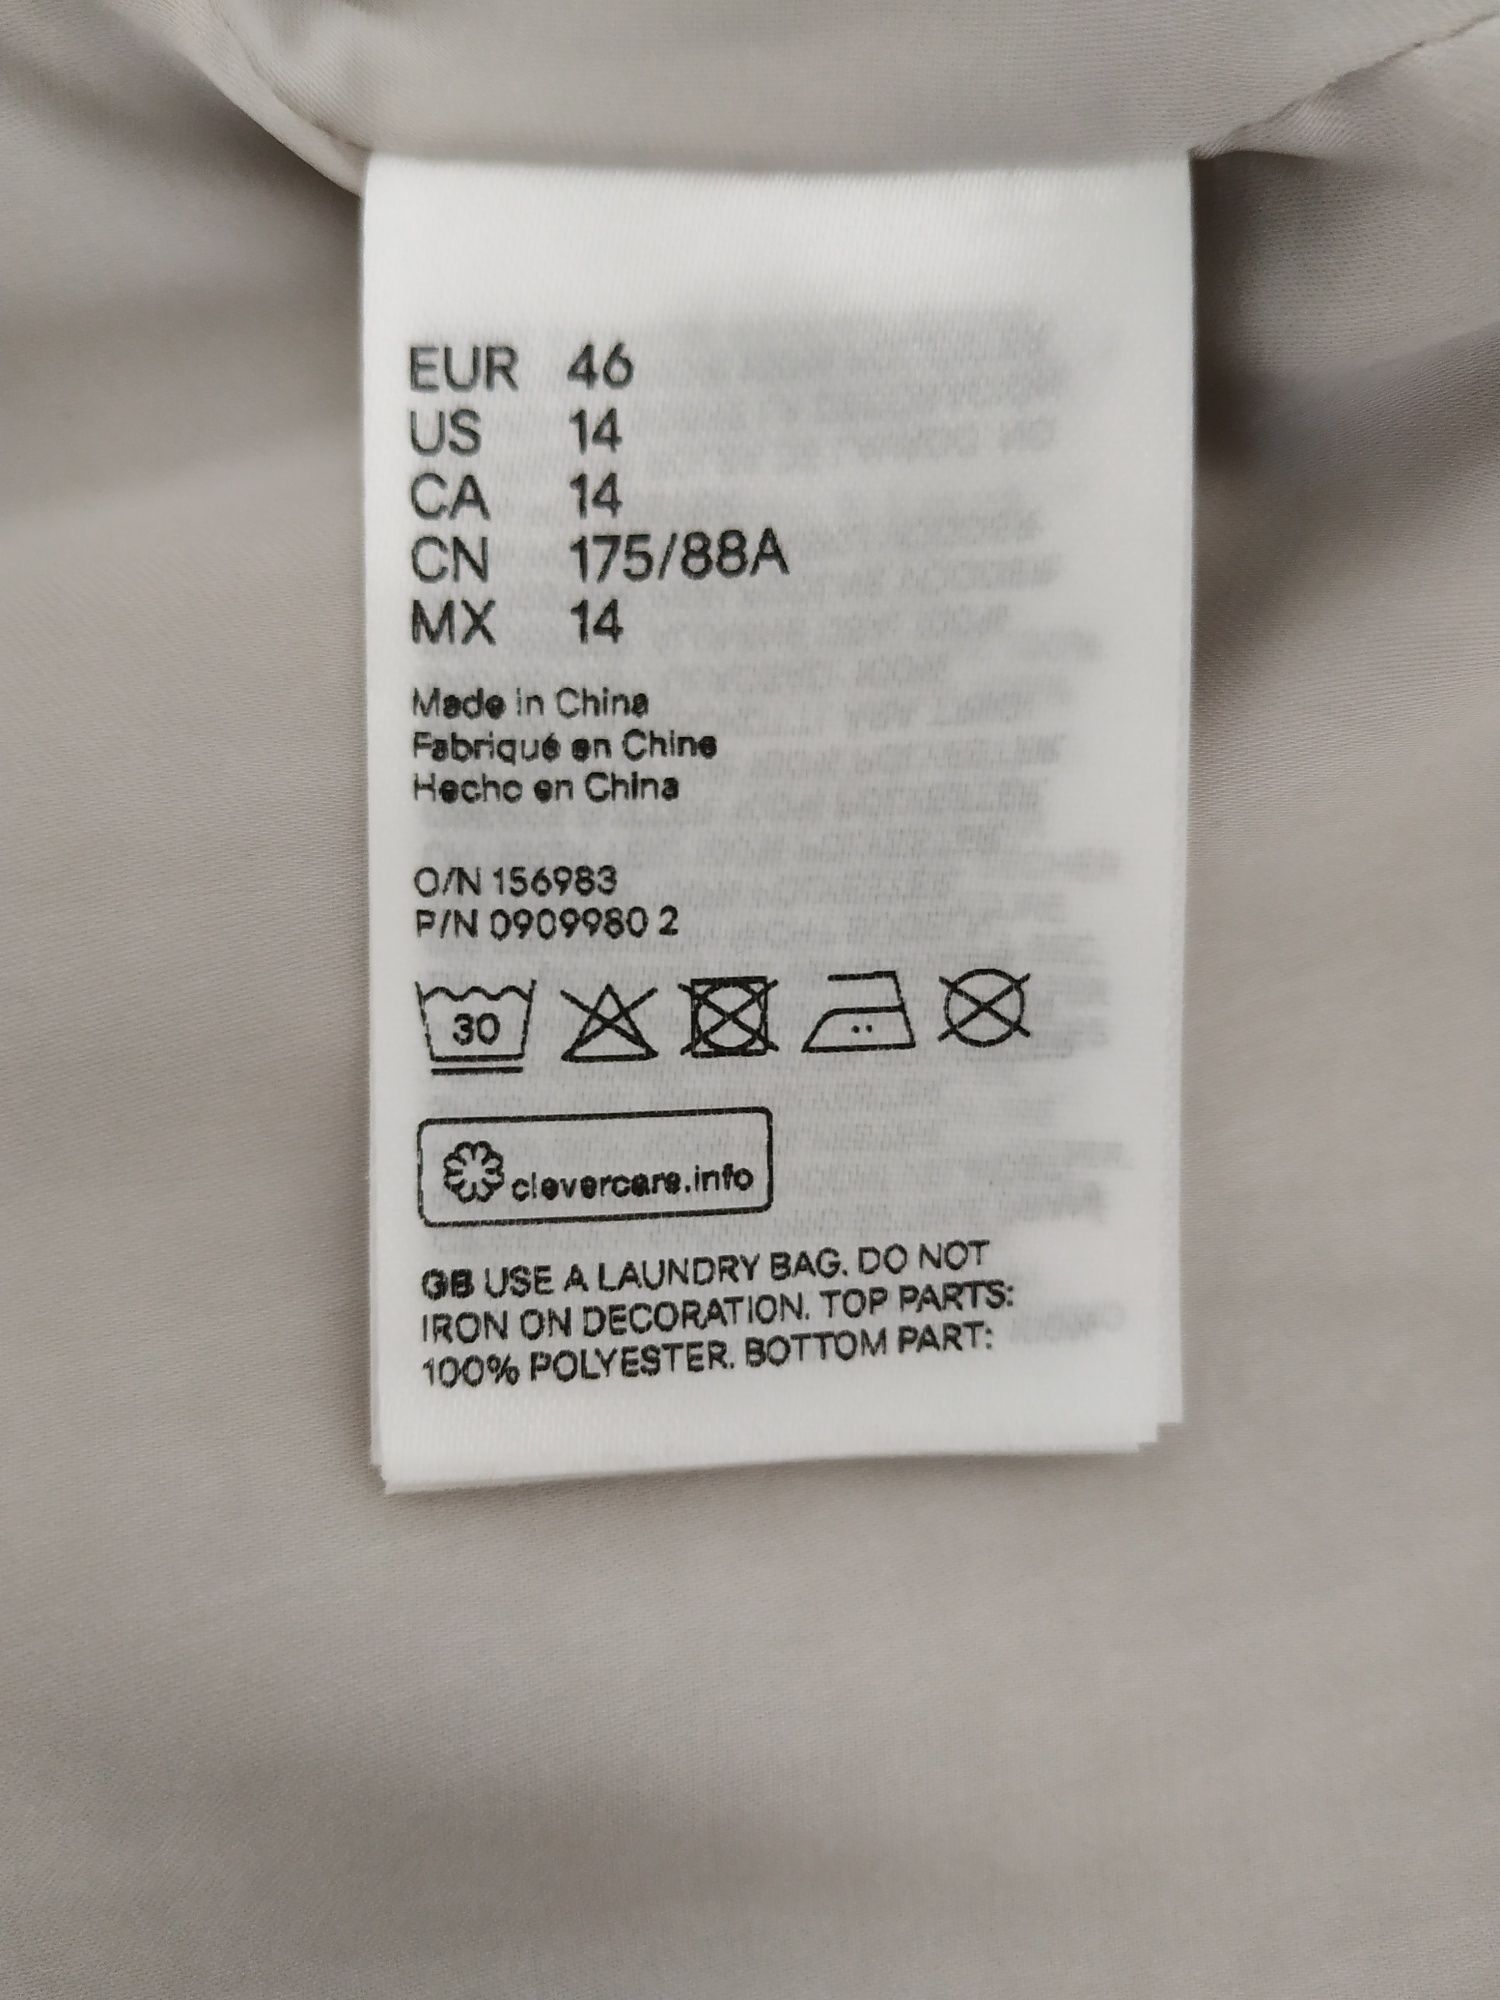 EUR 46
US 14
CA 14
CN 175/88A
MX 14
Made in China
Fabriqué en Chine
Hecho en China
O/N 156983
P/N 0909980 2
30
clevercare.info
GB USE A LAUNDRY BAG. DO NOT
IRON ON DECORATION. TOP PARTS:
100% POLYESTER. BOTTOM PART: